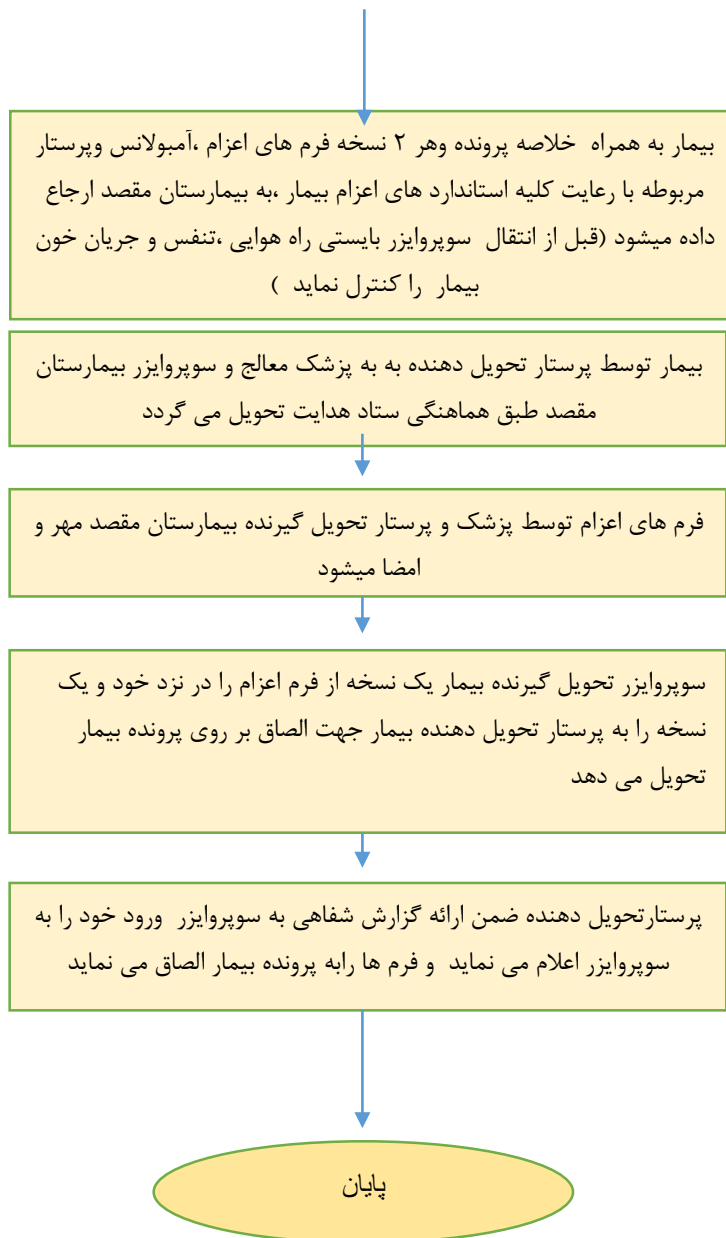 بیمار به همراه  خلاصه پرونده وهر ۲ نسخه فرم های اعزام ،آمبولانس وپرستار
مربوطه با رعایت کلیه استاندارد های اعزام بیمار ،به بیمارستان مقصد ارجاع
داده میشود (قبل از انتقال  سوپروایزر بایستی راه هوایی ،تنفس و جریان خون
بیمار  را کنترل نماید  )
بیمار توسط پرستار تحویل دهنده به به پزشک معالج و سوپروایزر بیمارستان
مقصد طبق هماهنگی ستاد هدایت تحویل می گردد
فرم های اعزام توسط پزشک و پرستار تحویل گیرنده بیمارستان مقصد مهر و
امضا میشود
سوپروایزر تحویل گیرنده بیمار یک نسخه از فرم اعزام را در نزد خود و یک
نسخه را به پرستار تحویل دهنده بیمار جهت الصاق بر روی پرونده بیمار
تحویل می دهد
پرستارتحویل دهنده ضمن ارائه گزارش شفاهی به سوپروایزر  ورود خود را به
سوپروایزر اعلام می نماید  و فرم ها رابه پرونده بیمار الصاق می نماید
پایان